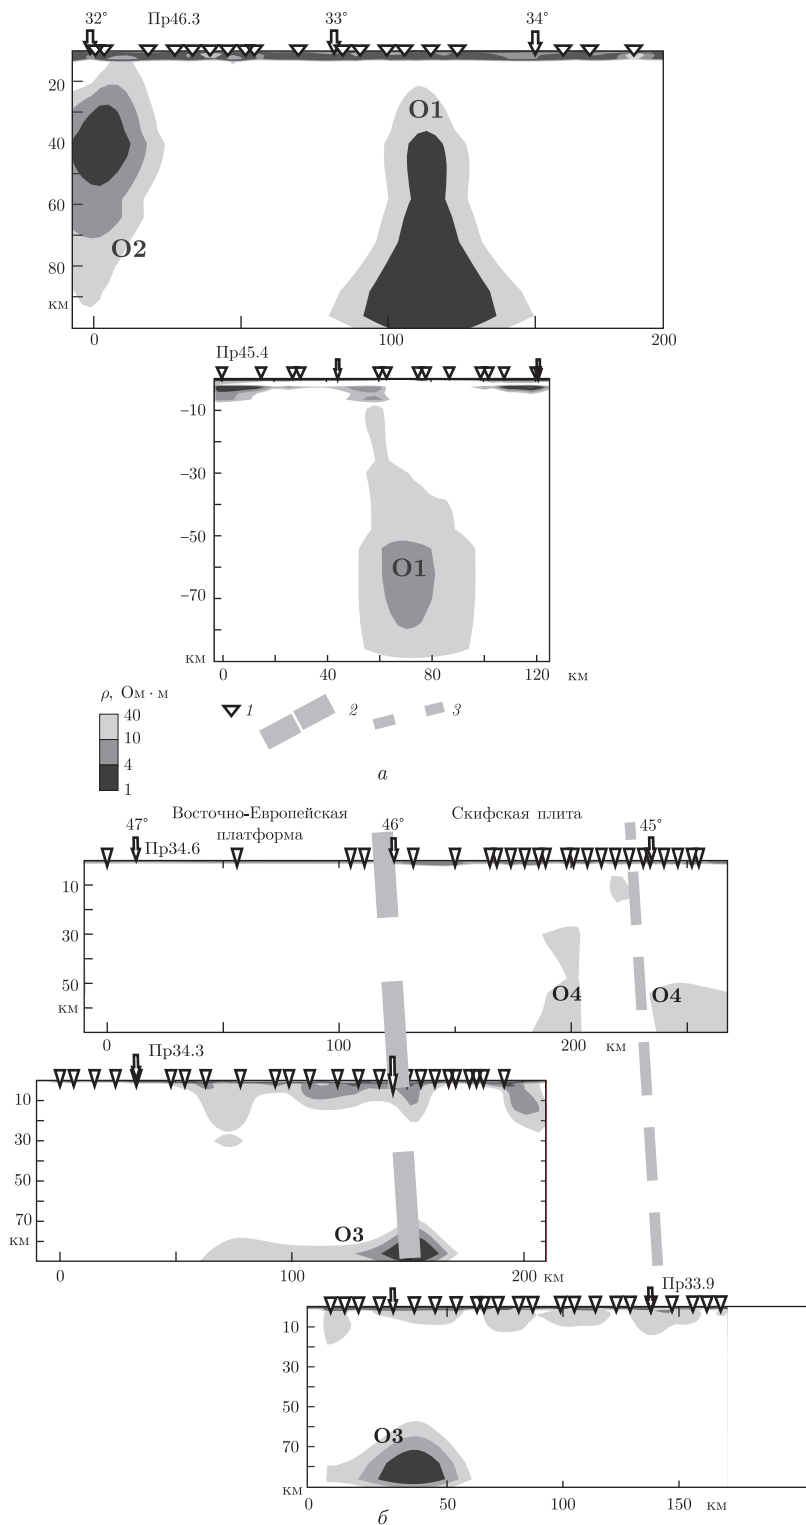 32° Пр46.3 33° 34°
20
O1
40
60
O2
80
км
0 100 200
Пр45.4
–10
–30
–50
O1
–70
км
0 40 80 120 км
ρ, Ом · м
40
10
4
1
1 2 3
а
Восточно-Европейская платформа
Скифская плита
47° 46° 45°
Пр34.6
10
30
50
O4 O4
км
0 100 200 км
Пр34.3
10
30
50
70
O3
км
0 100 200 км
Пр33.9
10
30
50
O3
70
км
0 50 100 150 км
б